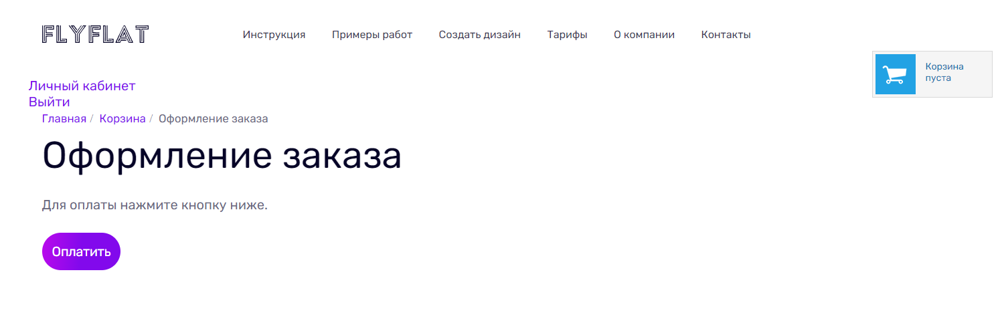 FLYFLAT
Инструкция Примеры работ Создать дизайн Тарифы О компании Контакты
Корзина
пуста
Личный кабинет
Выйти
Главная / Корзина / Оформление заказа
Оформление заказа
Для оплаты нажмите кнопку ниже.
Оплатить